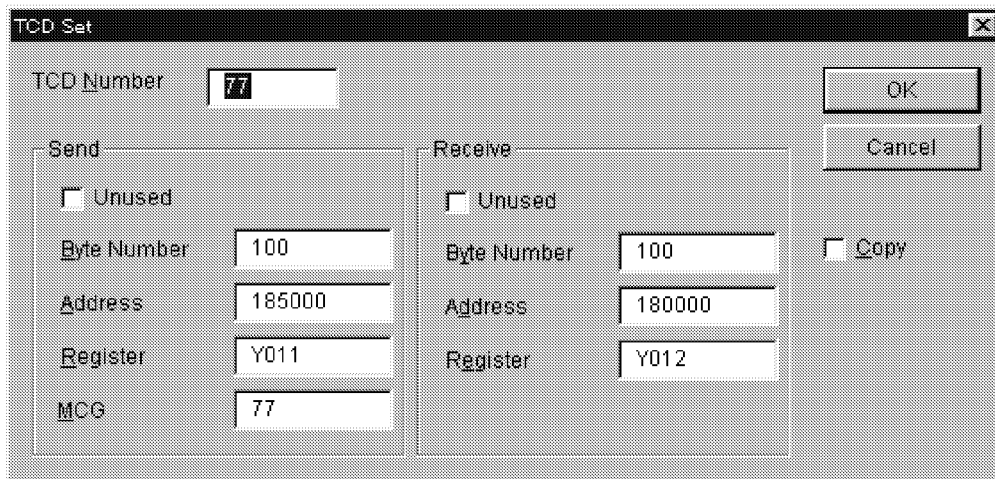 TCD Set
TCD Number 77
OK
Cancel
Send
Unused
Byte Number 100
Address 185000
Register Y011
MCG 77
Receive
Unused
Byte Number 100
Address 180000
Register Y012
Copy